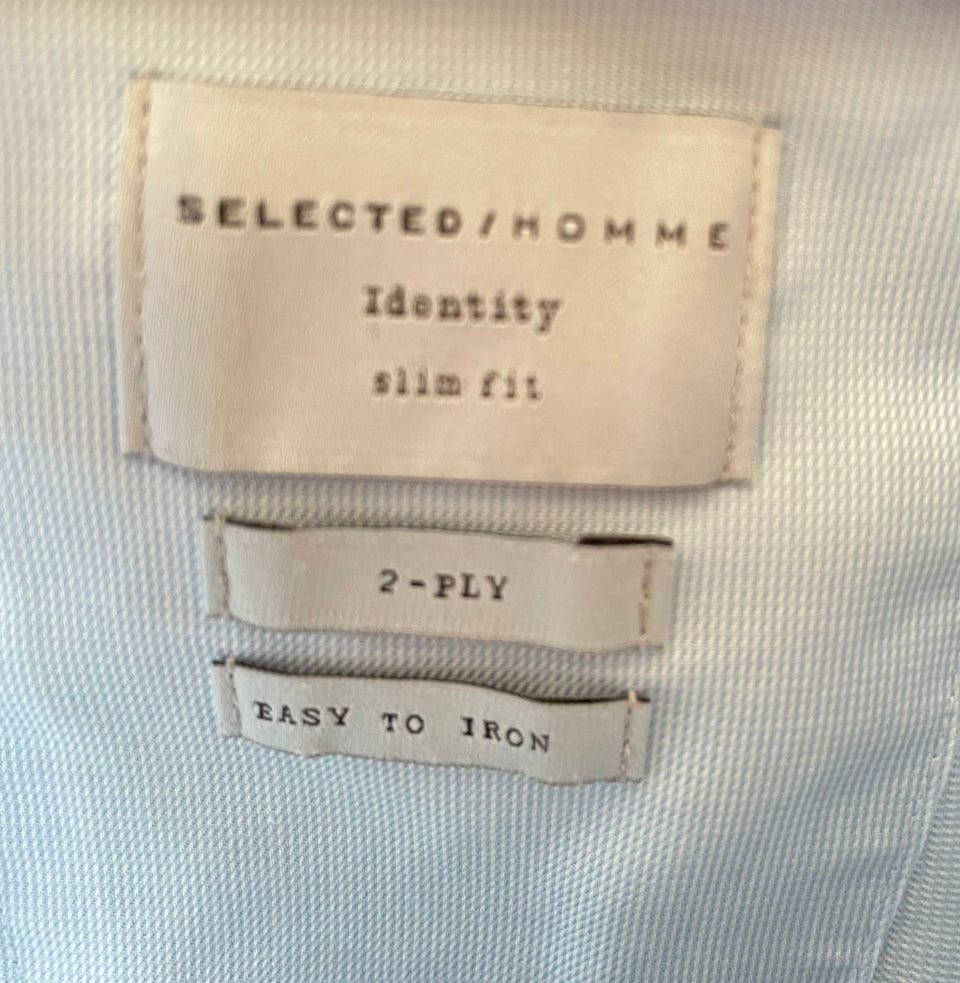 SELECTED/HOMME
Identity
slim fit
2-PLY
EASY TO IRON